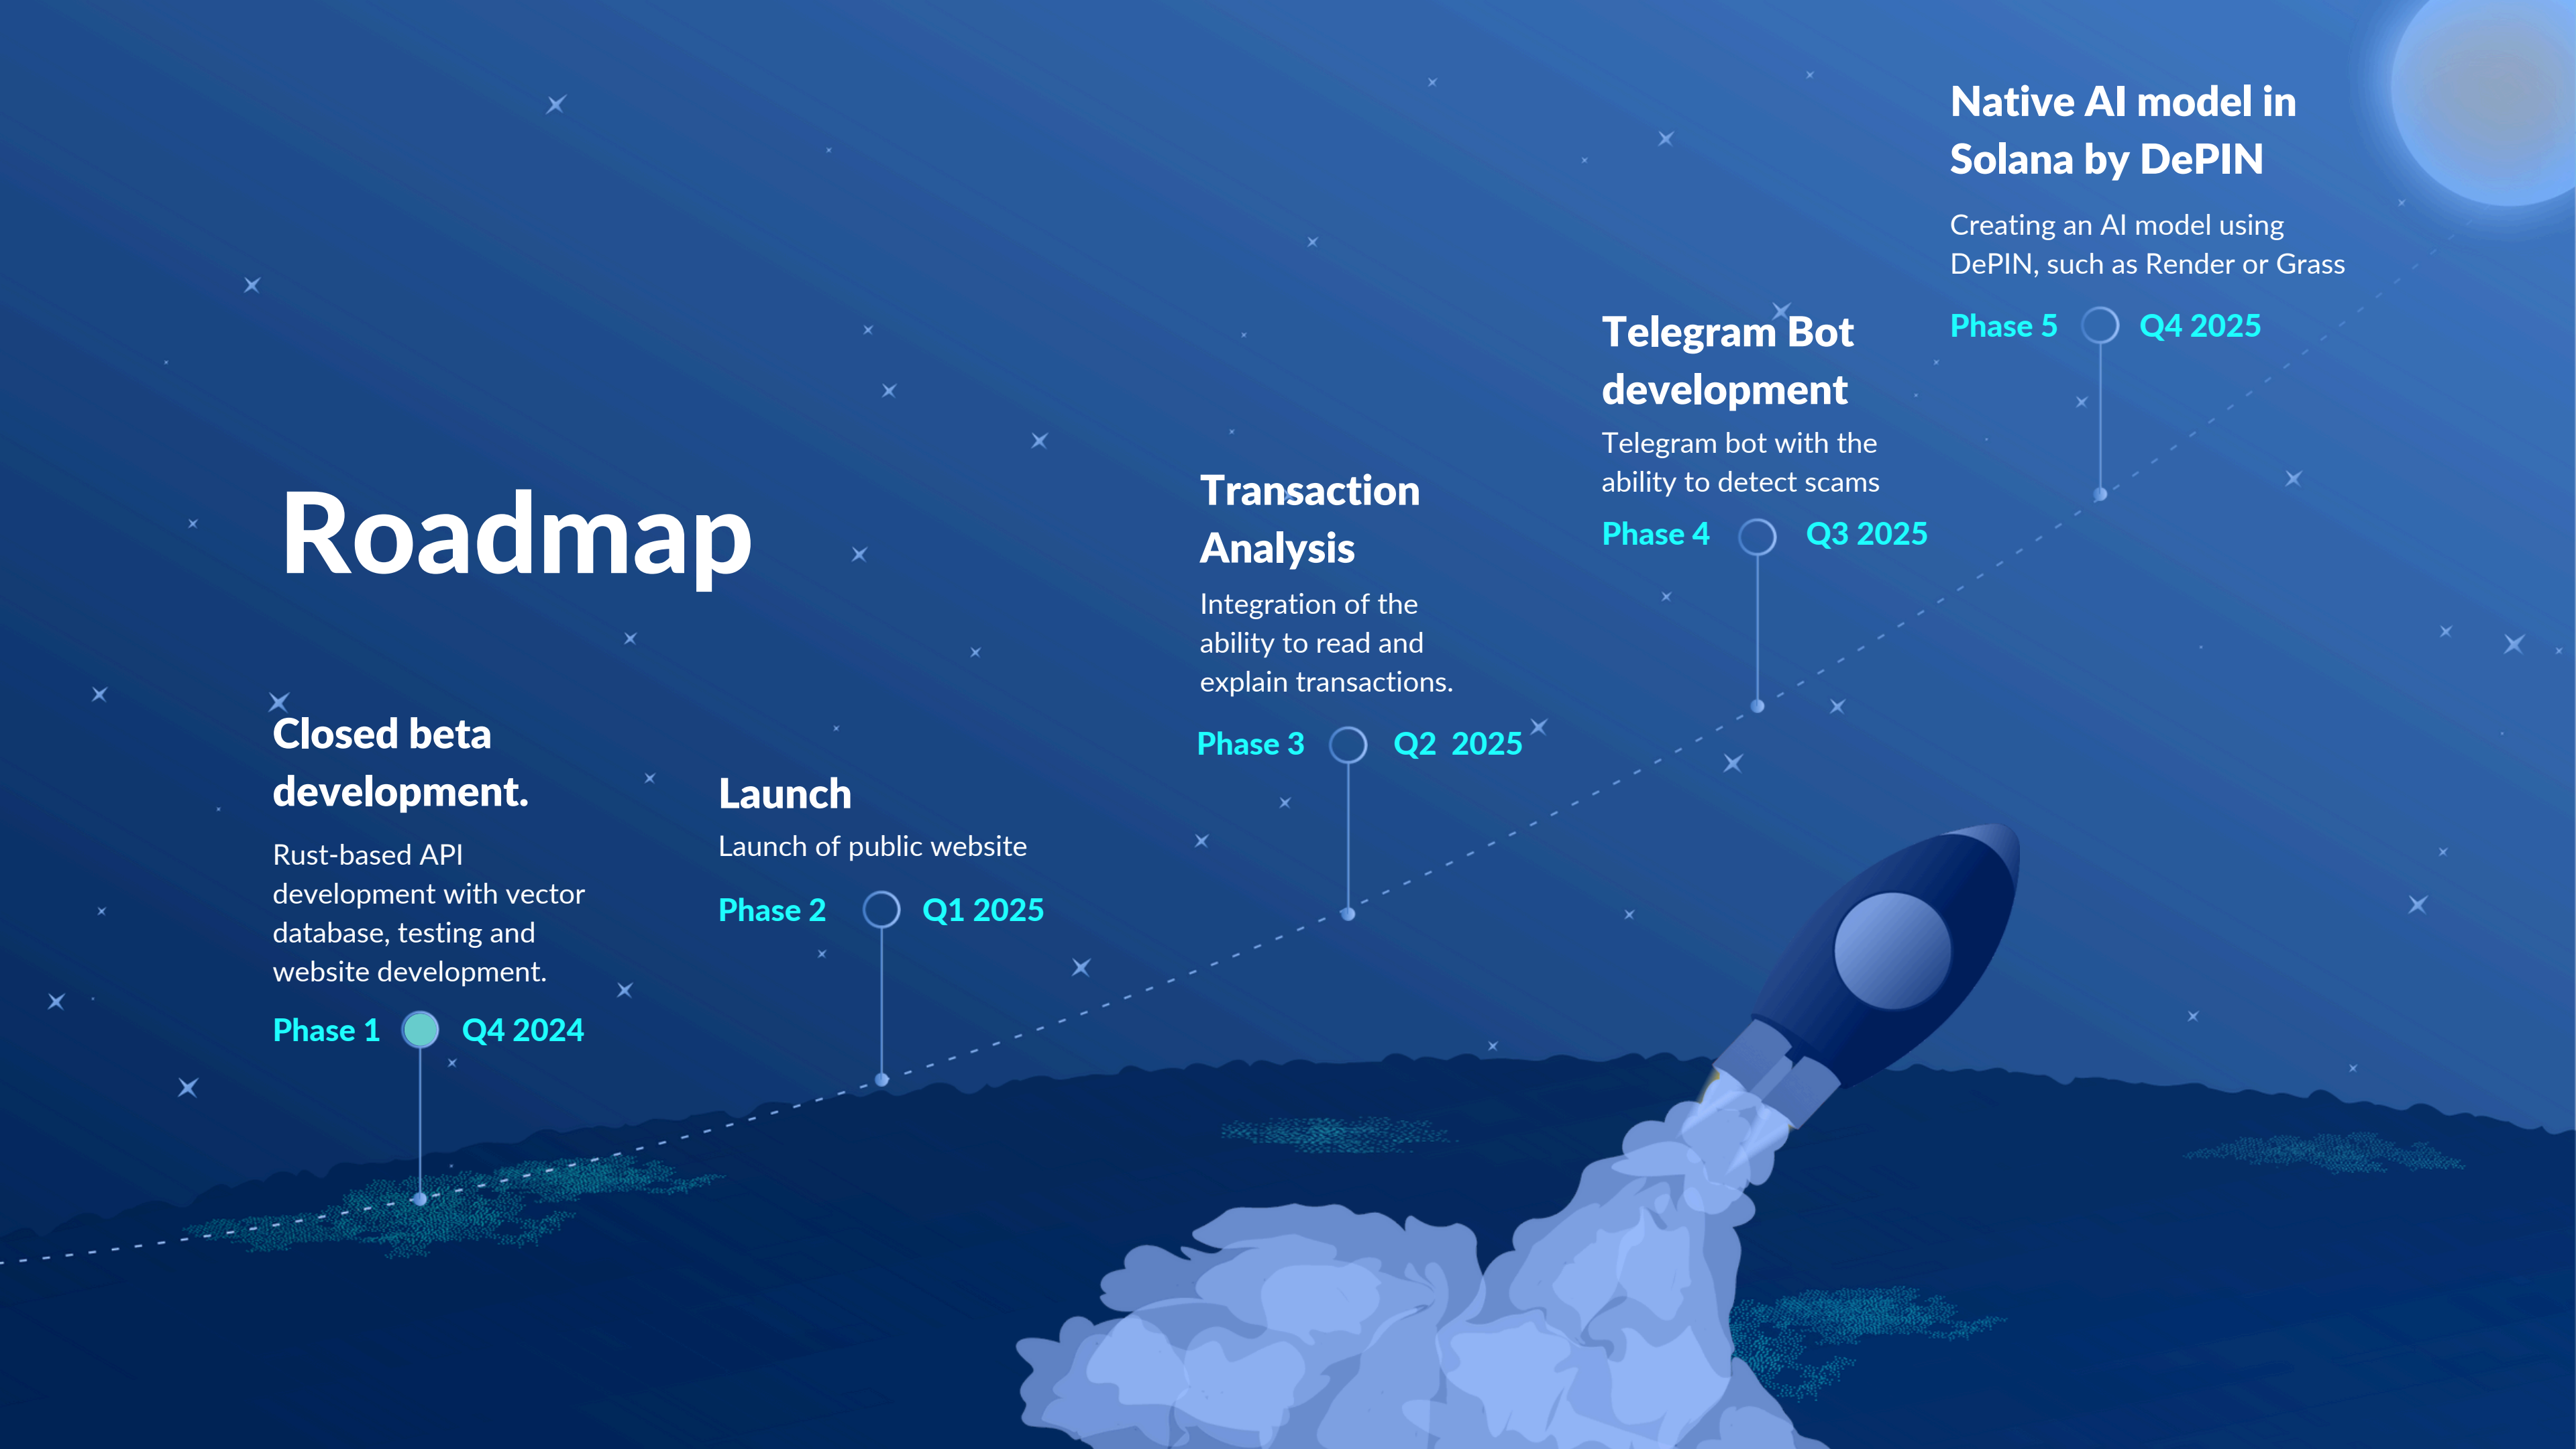 Roadmap
Closed beta
development.
Rust-based API
development with vector
database, testing and
website development.
Phase 1 Q4 2024
Launch
Launch of public website
Phase 2 Q1 2025
Transaction
Analysis
Integration of the
ability to read and
explain transactions.
Phase 3 Q2 2025
Telegram Bot
development
Telegram bot with the
ability to detect scams
Phase 4 Q3 2025
Native AI model in
Solana by DePIN
Creating an AI model using
DePIN, such as Render or Grass
Phase 5 Q4 2025